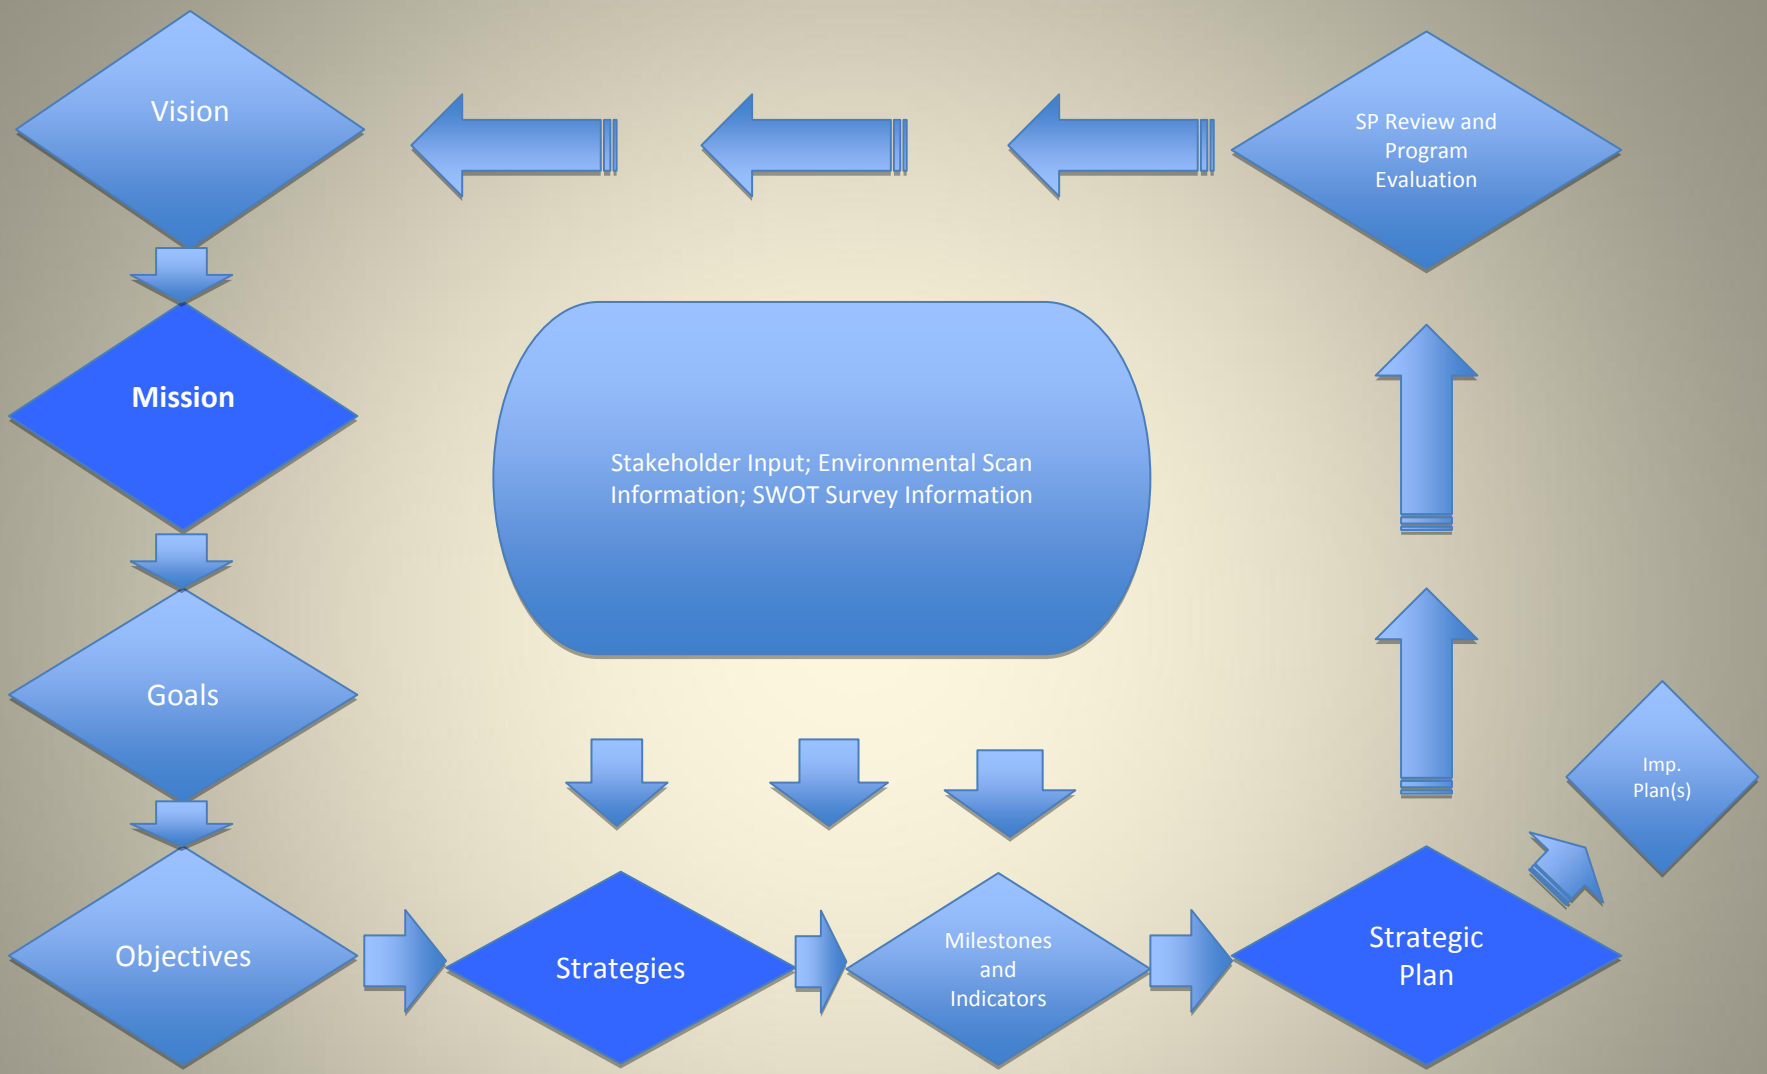 Vision
SP Review and
Program
Evaluation
Mission
Stakeholder Input; Environmental Scan
Information; SWOT Survey Information
Goals
Imp.
Plan(s)
Objectives
Strategies
Milestones
and
Indicators
Strategic
Plan